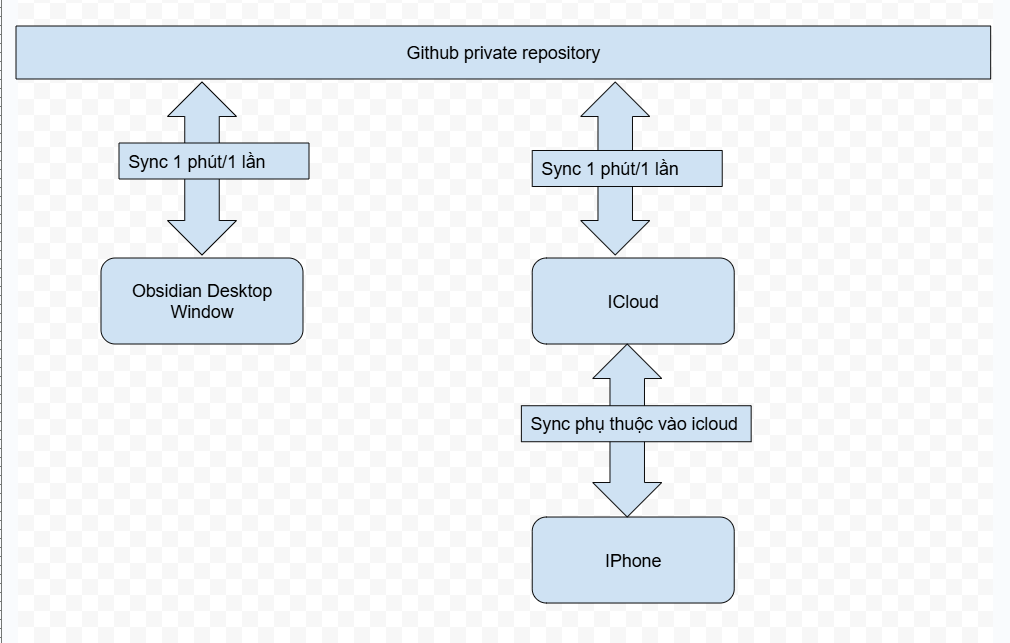 Github private repository
Sync 1 phút/1 lần
Sync 1 phút/1 lần
Obsidian Desktop
Window
ICloud
Sync phụ thuộc vào icloud
IPhone